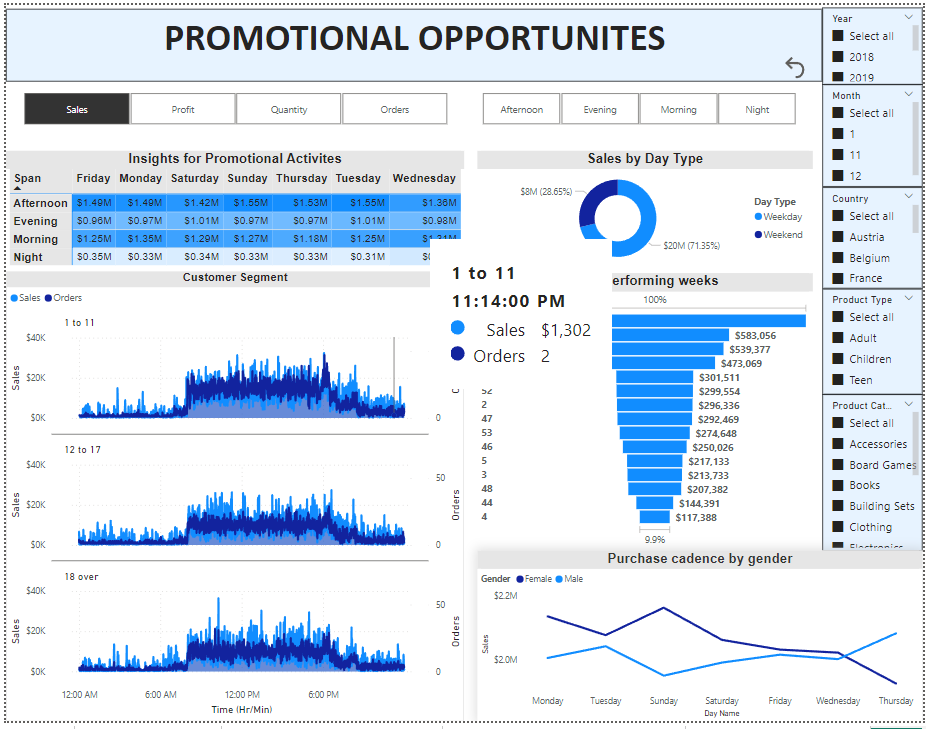 PROMOTIONAL OPPORTUNITES
Sales Profit Quantity Orders
Afternoon Evening Morning Night
Insights for Promotional Activites
Span Friday Monday Saturday Sunday Thursday Tuesday Wednesday
Afternoon $1.49M $1.49M $1.42M $1.55M $1.53M $1.55M $1.36M
Evening $0.96M $0.97M $1.01M $0.97M $0.97M $1.01M $0.98M
Morning $1.25M $1.35M $1.29M $1.27M $1.18M $1.25M
Night $0.35M $0.33M $0.34M $0.33M $0.33M $0.31M
Sales by Day Type
$8M (28.65%)
$20M (71.35%)
Day Type
Weekday
Weekend
Customer Segment
Sales Orders
1 to 11
$40K
$20K
$0K
Sales
0
12 to 17
$40K
$20K
$0K
Sales
50
0
Orders
18 over
$40K
$20K
$0K
Sales
50
0
Orders
12:00 AM 6:00 AM 12:00 PM 6:00 PM
Time (Hr/Min)
1 to 11
11:14:00 PM
Sales $1,302
Orders 2
erforming weeks
100%
$583,056
$539,377
$473,069
$301,511
52 $299,554
2 $296,336
47 $292,469
53 $274,648
46 $250,026
5 $217,133
3 $213,733
48 $207,382
44 $144,391
4 $117,388
9.9%
Purchase cadence by gender
Gender Female Male
$2.2M
$2.0M
Sales
Monday Tuesday Sunday Saturday Friday Wednesday Thursday
Day Name
Year
Select all
2018
2019
Month
Select all
1
11
12
Country
Select all
Austria
Belgium
France
Product Type
Select all
Adult
Children
Teen
Product Cat...
Select all
Accessories
Board Games
Books
Building Sets
Clothing
Electronics